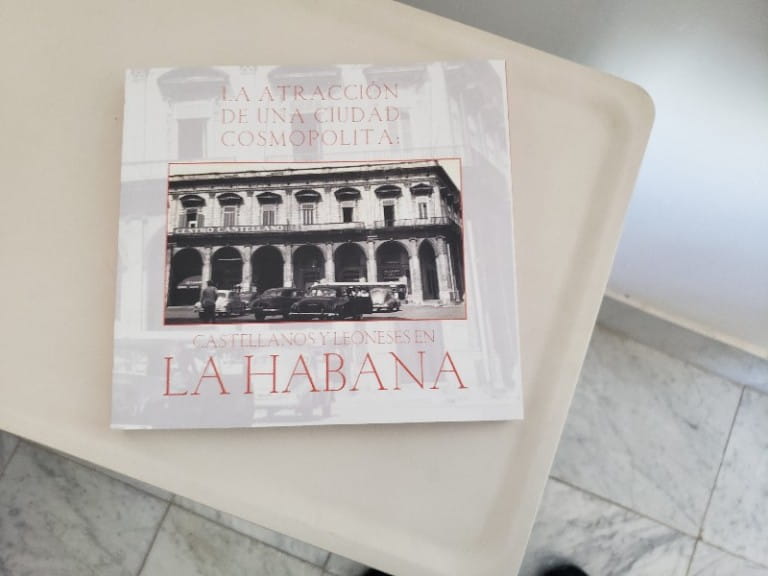 LA ATRACCIÓN
DE UNA CIUDAD
COSMOPOLITA:
CENTRO CASTELLANO
CASTELLANOS Y LEONESES EN
LA HABANA